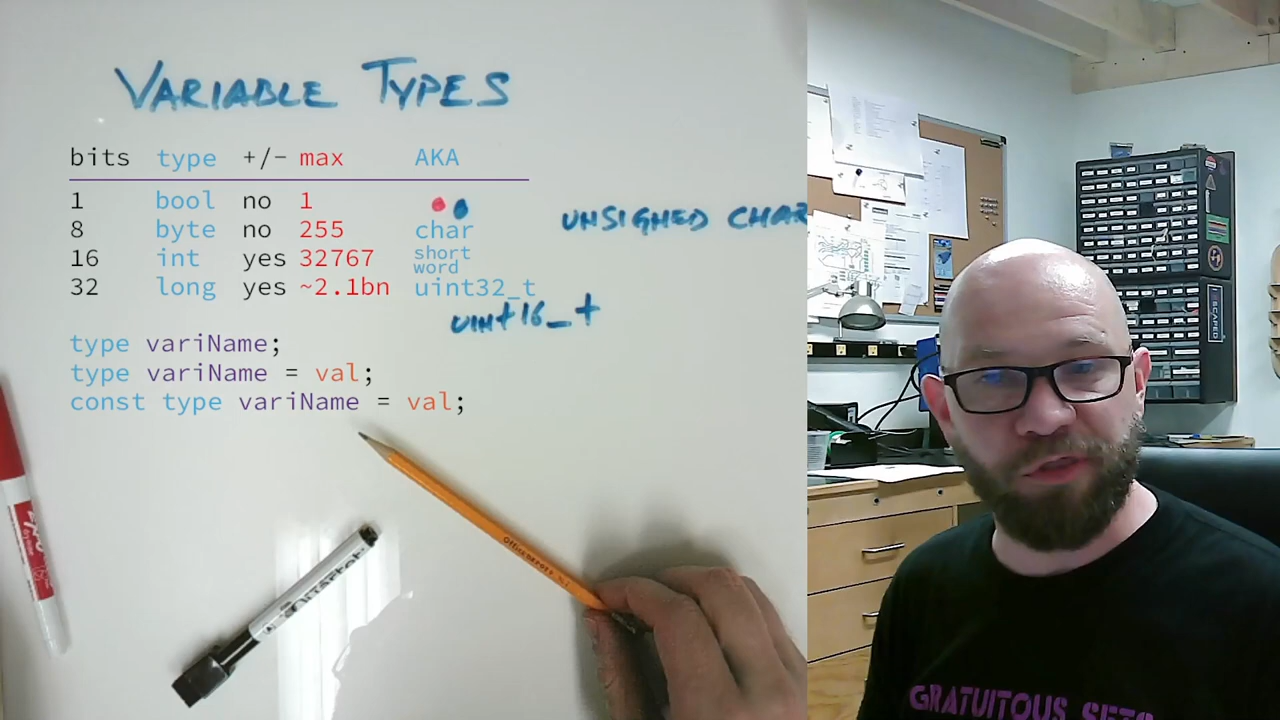 VARIABLE TYPES
bits type +/- max AKA
1 bool no 1
8 byte no 255 char UNSIGNED CHAR
16 int yes 32767 short word
32 long yes ~2.1bn uint32_t
uint16_t
type variName;
type variName = val;
const type variName = val;
GRATUITOUS SETS